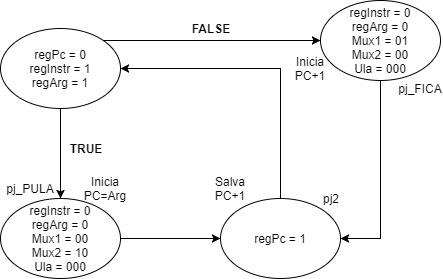 FALSE
regInstr = 0
regArg = 0
Mux1 = 01
Mux2 = 00
Ula = 000
regPc = 0
regInstr = 1
regArg = 1
Inicia
PC+1
pj_FICA
TRUE
pj_PULA
Inicia
PC=Arg
Salva
PC+1
pj2
regInstr = 0
regArg = 0
Mux1 = 00
Mux2 = 10
Ula = 000
regPc = 1